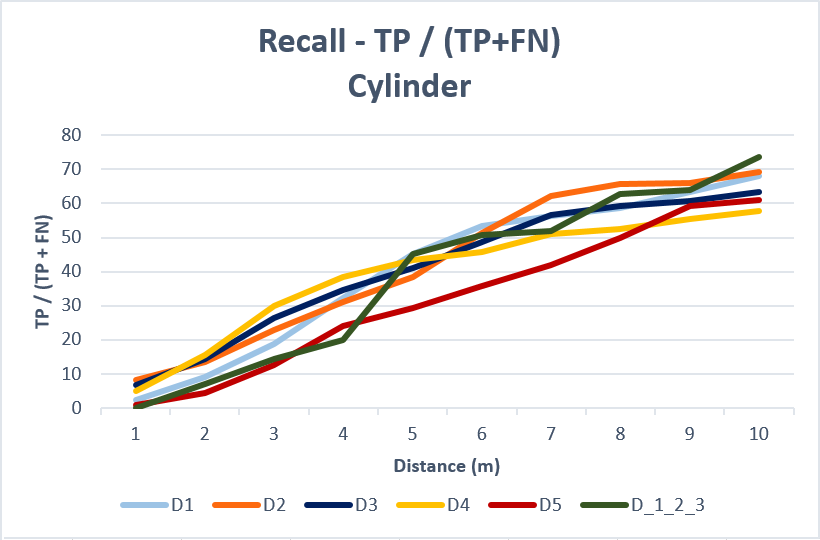 Recall - TP / (TP+FN)
Cylinder
TP / (TP + FN)
80
70
60
50
40
30
20
10
0
1 2 3 4 5 6 7 8 9 10
Distance (m)
D1 D2 D3 D4 D5 D_1_2_3